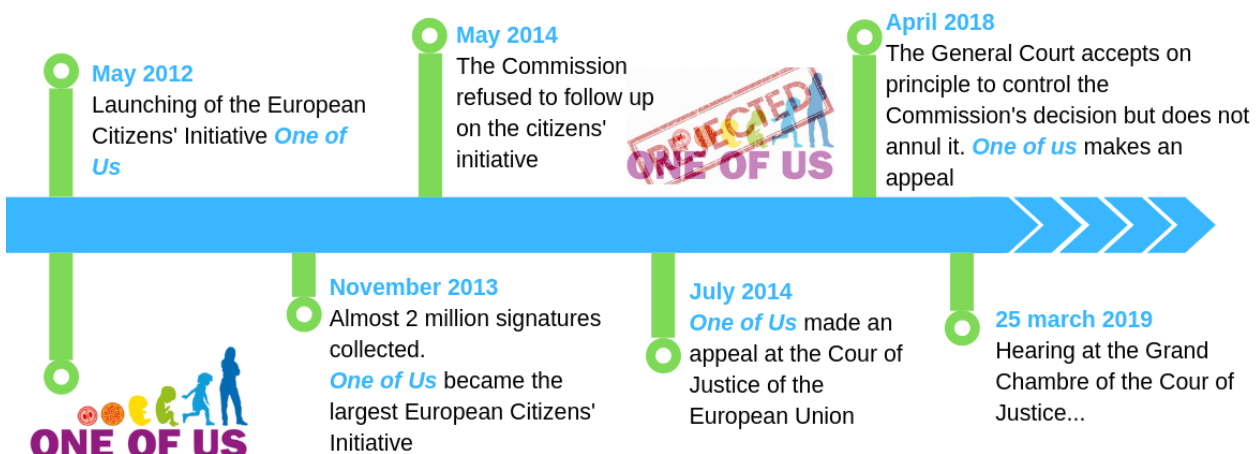 May 2012
Launching of the European
Citizens' Initiative One of
Us
May 2014
The Commission
refused to follow up
on the citizens'
initiative
REJECTED!
ONE OF US
April 2018
The General Court accepts on
principle to control the
Commission's decision but does not
annul it. One of us makes an
appeal
ONE OF US
November 2013
Almost 2 million signatures
collected.
One of Us became the
largest European Citizens'
Initiative
July 2014
One of Us made an
appeal at the Cour of
Justice of the
European Union
25 march 2019
Hearing at the Grand
Chambre of the Cour of
Justice...